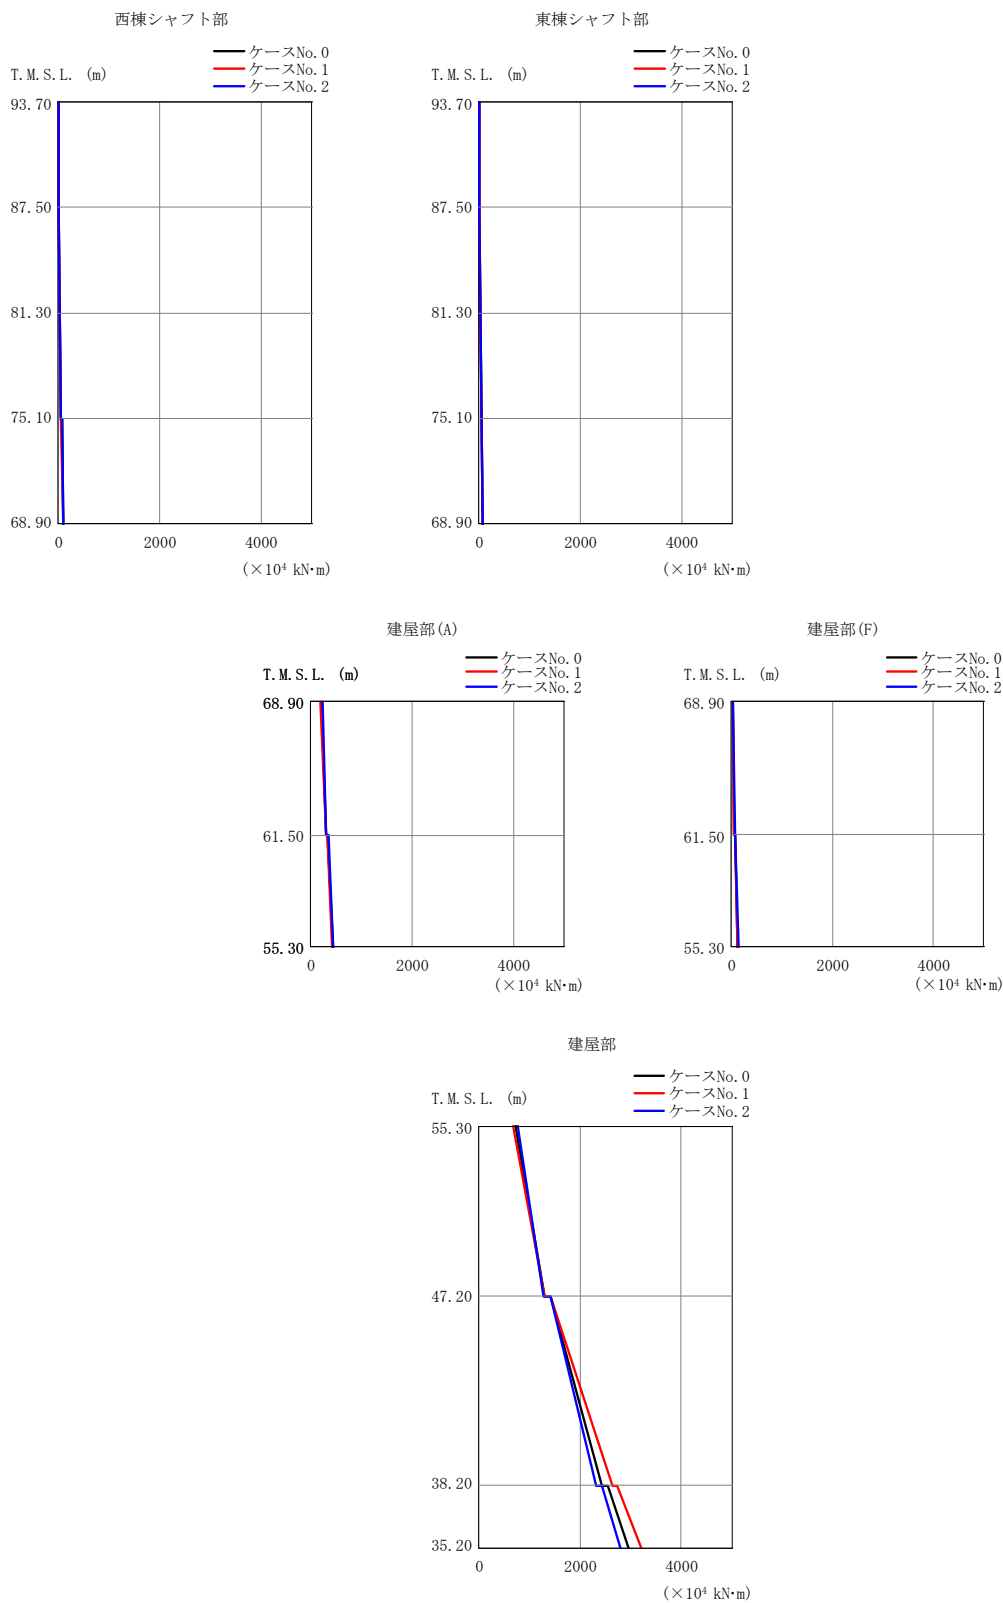 西棟シャフト部
ケースNo.0
ケースNo.1
ケースNo.2
T.M.S.L. (m)
93.70
87.50
81.30
75.10
68.90
0 2000 4000
(×10⁴ kN･m)
東棟シャフト部
ケースNo.0
ケースNo.1
ケースNo.2
T.M.S.L. (m)
93.70
87.50
81.30
75.10
68.90
0 2000 4000
(×10⁴ kN･m)
建屋部(A)
ケースNo.0
ケースNo.1
ケースNo.2
T.M.S.L. (m)
68.90
61.50
55.30
0 2000 4000
(×10⁴ kN･m)
建屋部(F)
ケースNo.0
ケースNo.1
ケースNo.2
T.M.S.L. (m)
68.90
61.50
55.30
0 2000 4000
(×10⁴ kN･m)
建屋部
ケースNo.0
ケースNo.1
ケースNo.2
T.M.S.L. (m)
55.30
47.20
38.20
35.20
0 2000 4000
(×10⁴ kN･m)